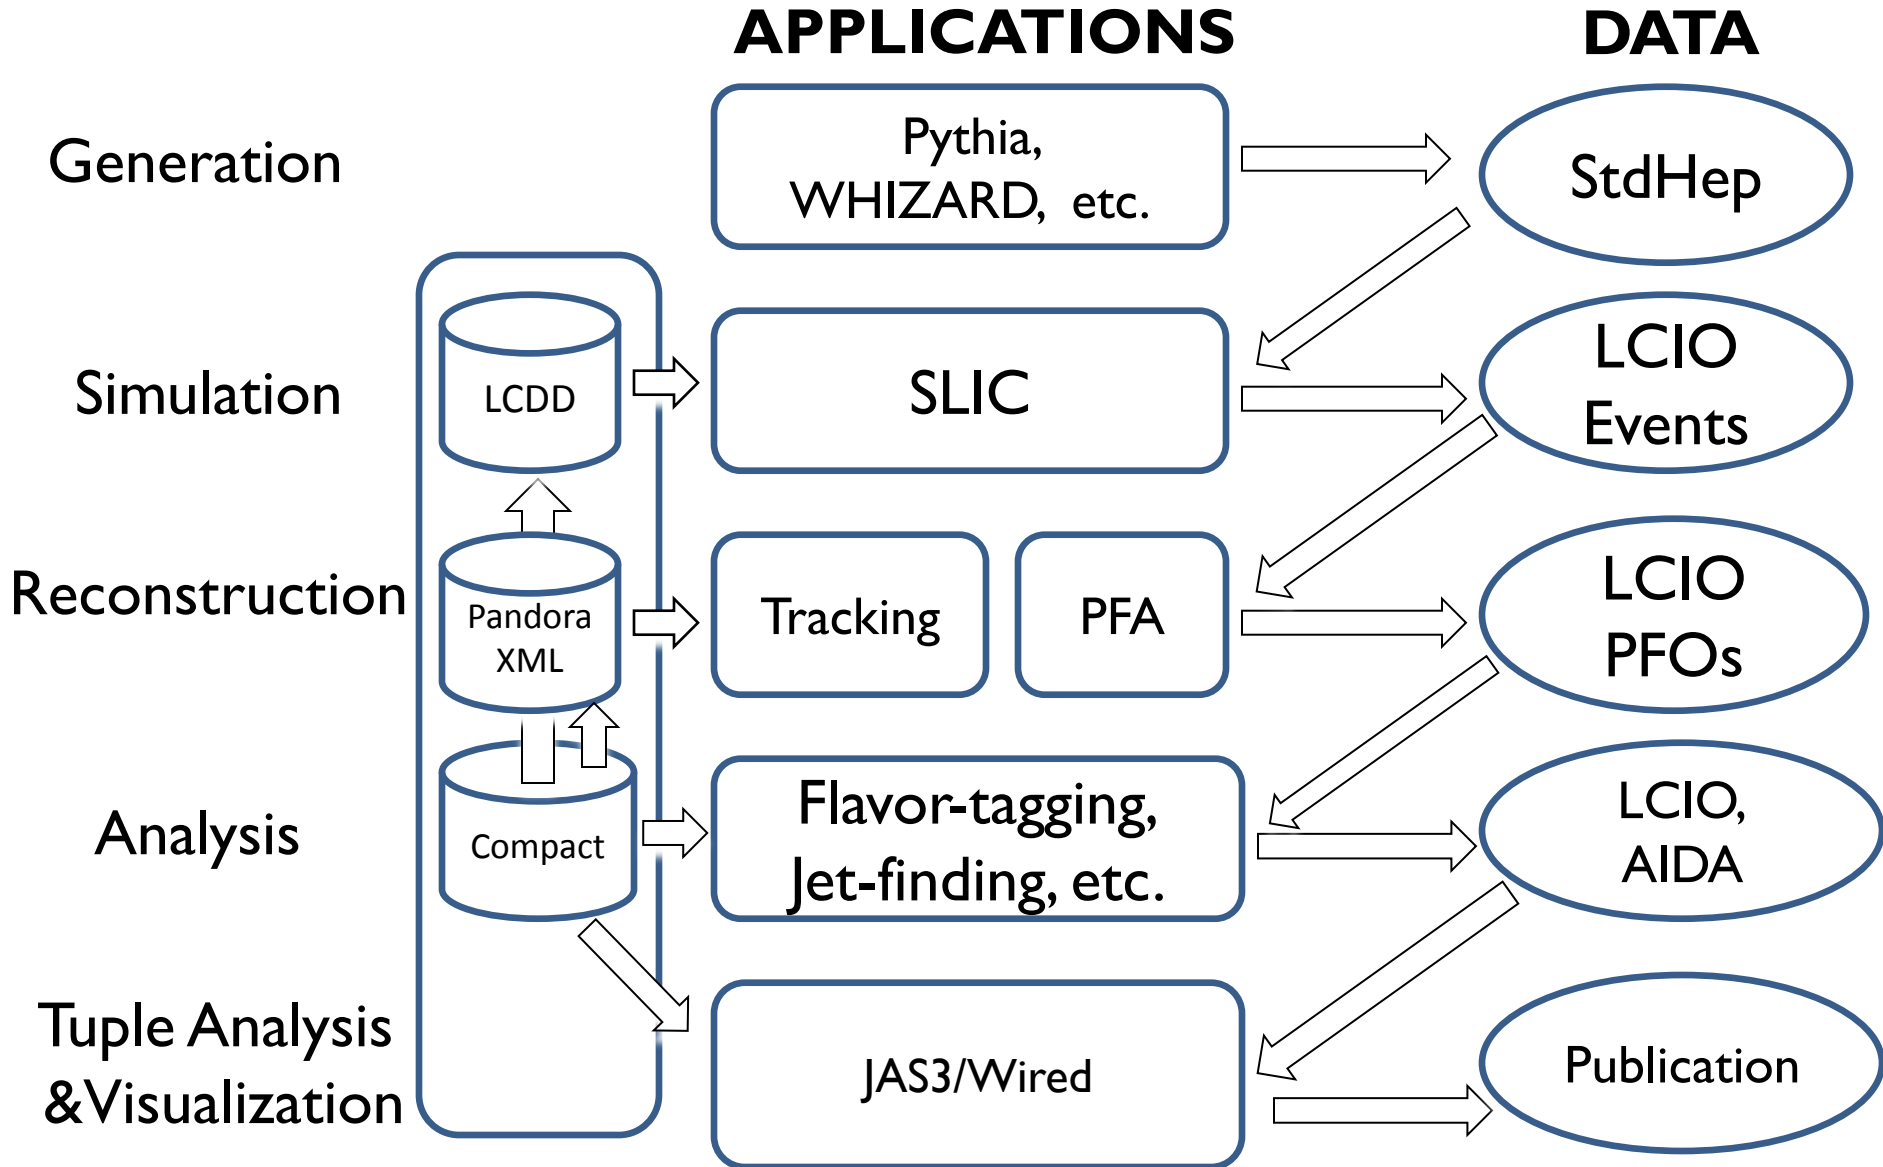 APPLICATIONS
DATA
Generation
Pythia,
WHIZARD, etc.
StdHep
Simulation
LCDD
SLIC
LCIO
Events
Reconstruction
Pandora
XML
Tracking
PFA
LCIO
PFOs
Analysis
Compact
Flavor-tagging,
Jet-finding, etc.
LCIO,
AIDA
Tuple Analysis
&Visualization
JAS3/Wired
Publication